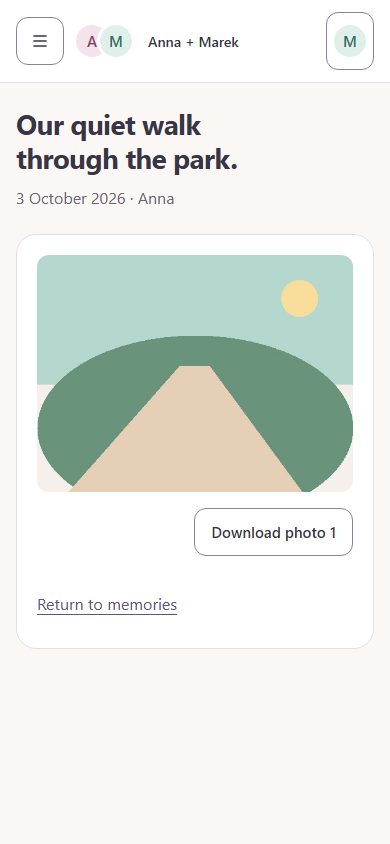 A M Anna + Marek M
Our quiet walk
through the park.
3 October 2026 · Anna
Download photo 1
Return to memories